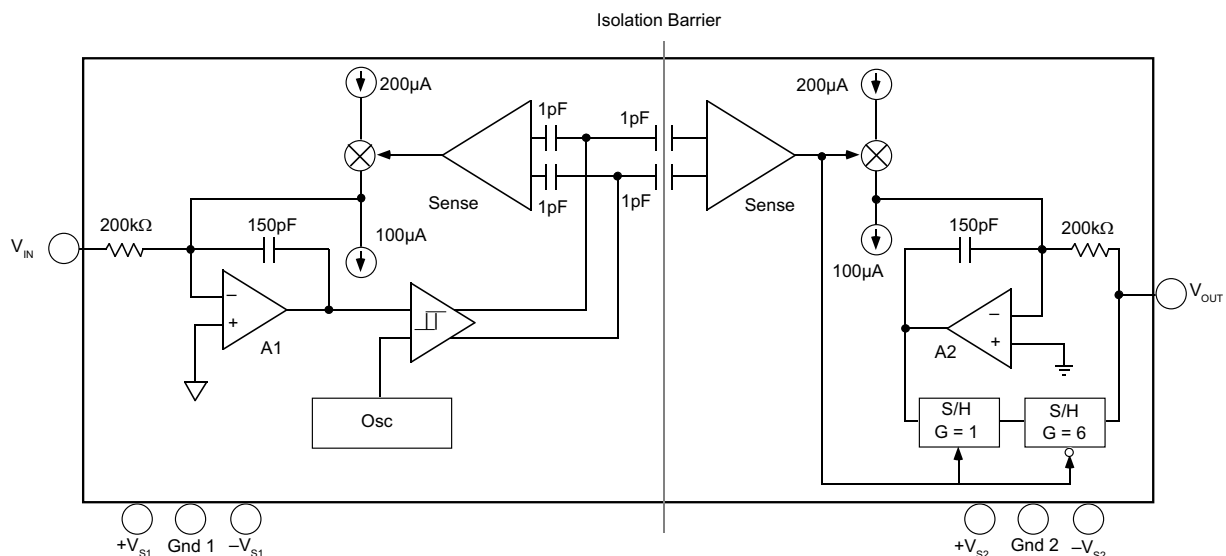 Isolation Barrier
200µA
200µA
1pF
1pF
1pF
1pF
Sense
Sense
200kΩ
150pF
150pF
200kΩ
100µA
100µA
V_IN
V_OUT
−
+
A1
−
+
A2
Osc
S/H
G = 1
S/H
G = 6
+V_S1
Gnd 1
–V_S1
+V_S2
Gnd 2
–V_S2